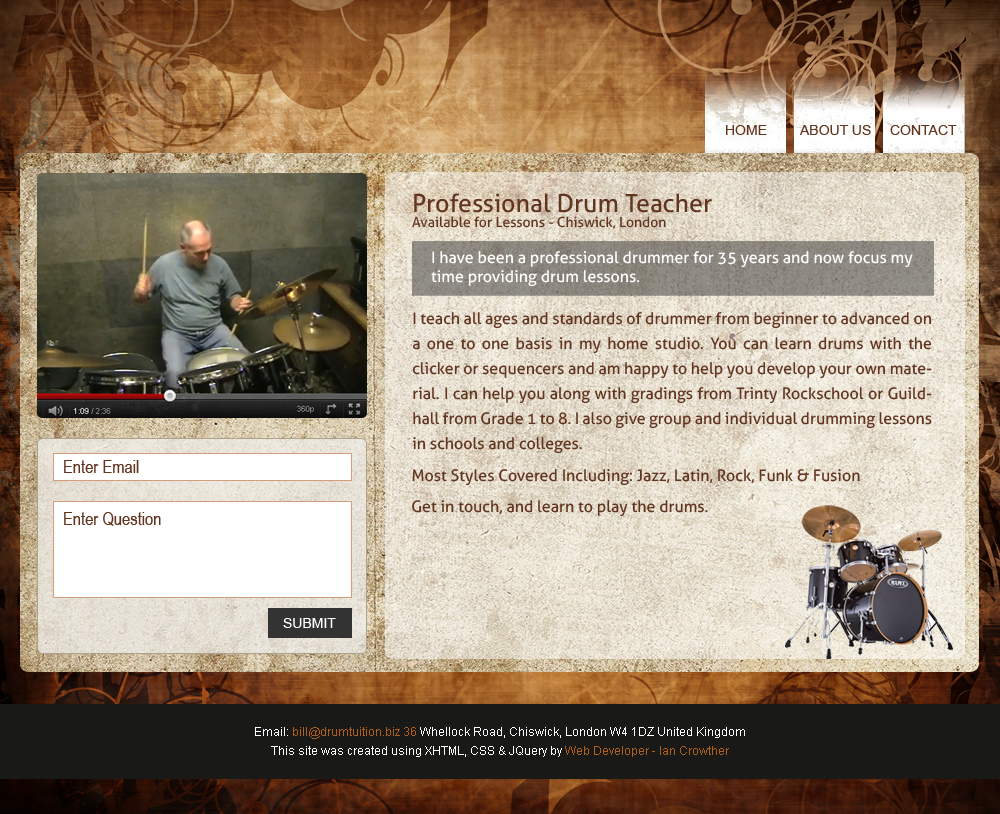 HOME
ABOUT US
CONTACT
Professional Drum Teacher
Available for Lessons - Chiswick, London
I have been a professional drummer for 35 years and now focus my
time providing drum lessons.
I teach all ages and standards of drummer from beginner to advanced on
a one to one basis in my home studio. You can learn drums with the
clicker or sequencers and am happy to help you develop your own mate-
rial. I can help you along with gradings from Trinty Rockschool or Guild-
hall from Grade 1 to 8. I also give group and individual drumming lessons
in schools and colleges.
Most Styles Covered Including: Jazz, Latin, Rock, Funk & Fusion
Get in touch, and learn to play the drums.
1:09 / 2:36
360p
Enter Email
Enter Question
SUBMIT
Email: bill@drumtuition.biz 36 Whellock Road, Chiswick, London W4 1DZ United Kingdom
This site was created using XHTML, CSS & JQuery by Web Developer - Ian Crowther